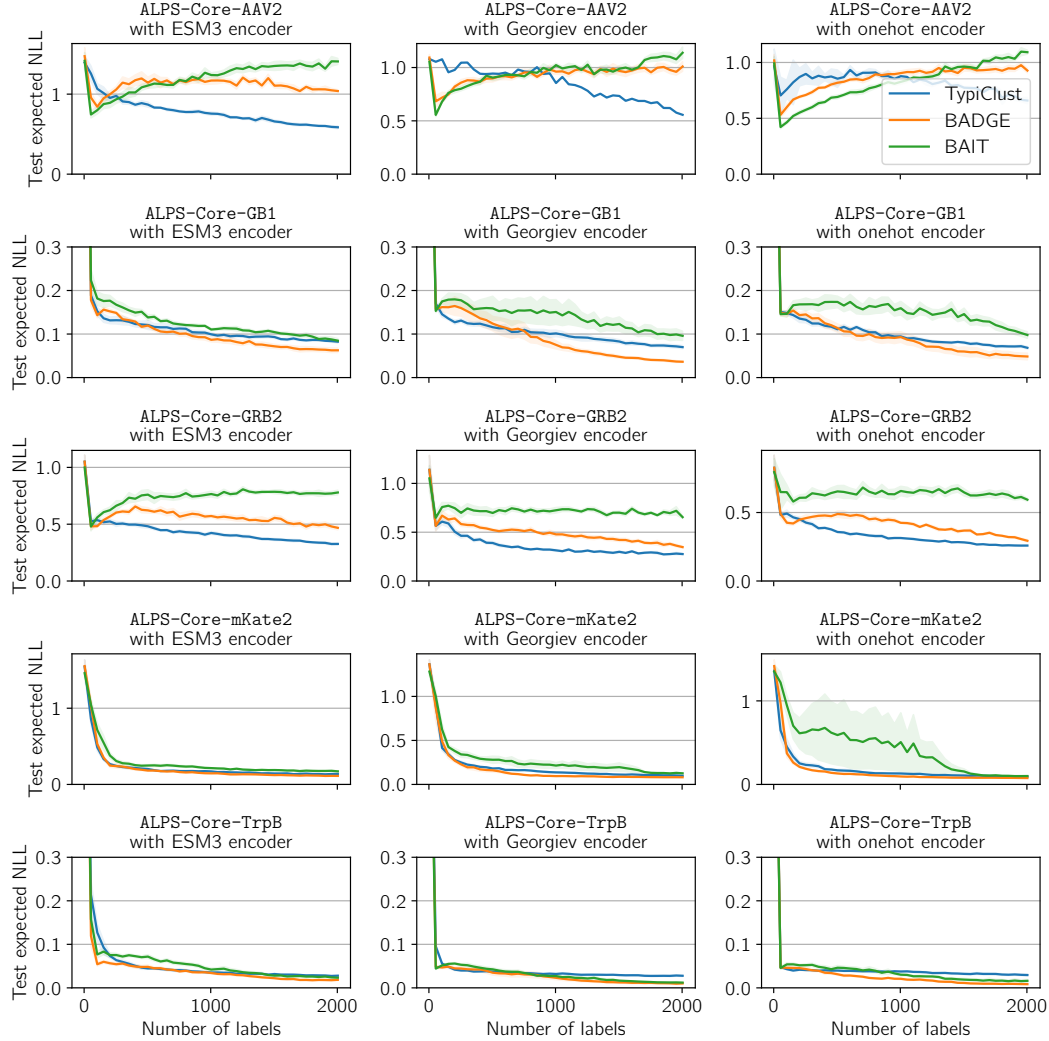 ALPS-Core-AAV2
with ESM3 encoder
ALPS-Core-AAV2
with Georgiev encoder
ALPS-Core-AAV2
with onehot encoder
Test expected NLL
1
0
1.0
0.5
0.0
1.0
0.5
0.0
TypiClust
BADGE
BAIT
ALPS-Core-GB1
with ESM3 encoder
ALPS-Core-GB1
with Georgiev encoder
ALPS-Core-GB1
with onehot encoder
Test expected NLL
0.3
0.2
0.1
0.0
0.3
0.2
0.1
0.0
0.3
0.2
0.1
0.0
ALPS-Core-GRB2
with ESM3 encoder
ALPS-Core-GRB2
with Georgiev encoder
ALPS-Core-GRB2
with onehot encoder
Test expected NLL
1.0
0.5
0.0
1.0
0.5
0.0
0.5
0.0
ALPS-Core-mKate2
with ESM3 encoder
ALPS-Core-mKate2
with Georgiev encoder
ALPS-Core-mKate2
with onehot encoder
Test expected NLL
1
0
1.0
0.5
0.0
1
0
ALPS-Core-TrpB
with ESM3 encoder
ALPS-Core-TrpB
with Georgiev encoder
ALPS-Core-TrpB
with onehot encoder
Test expected NLL
0.3
0.2
0.1
0.0
0.3
0.2
0.1
0.0
0.3
0.2
0.1
0.0
0 1000 2000
0 1000 2000
0 1000 2000
Number of labels
Number of labels
Number of labels